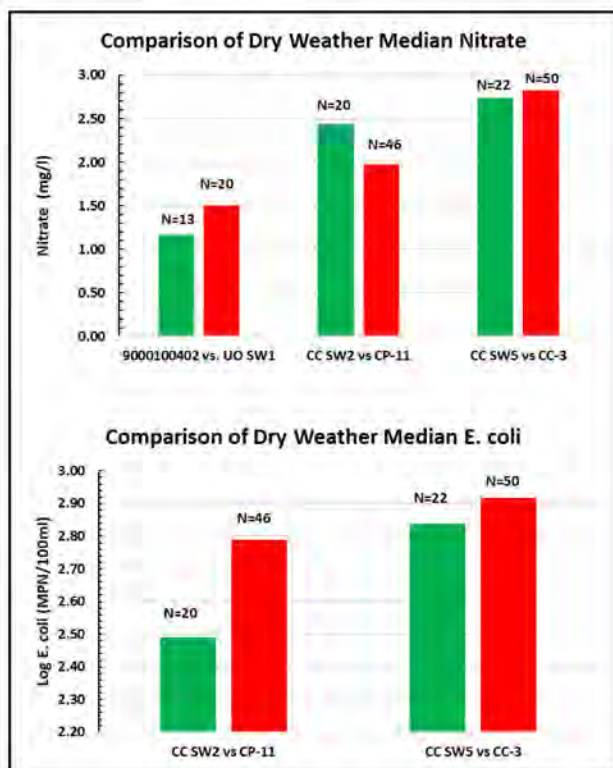 Comparison of Dry Weather Median Nitrate
3.00
2.50
2.00
1.50
1.00
0.50
0.00
Nitrate (mg/l)
N=13
N=20
N=20
N=46
N=22
N=50
9000100402 vs. UO SW1
CC SW2 vs CP-11
CC SW5 vs CC-3
Comparison of Dry Weather Median E. coli
3.00
2.90
2.80
2.70
2.60
2.50
2.40
2.30
2.20
Log E. coli (MPN/100ml)
N=20
N=46
N=22
N=50
CC SW2 vs CP-11
CC SW5 vs CC-3